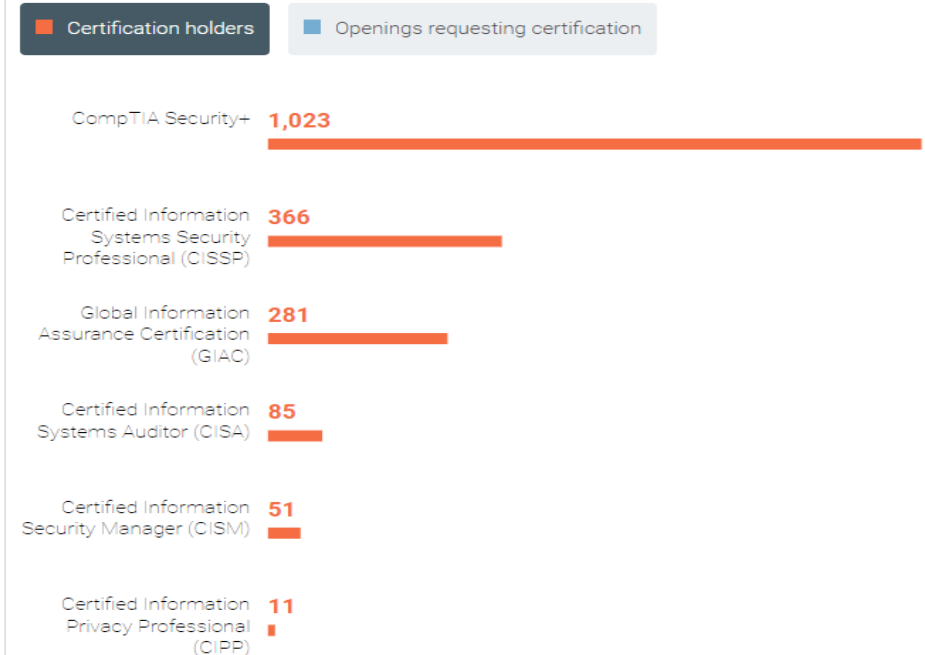 Certification holders
Openings requesting certification
CompTIA Security+
1,023
Certified Information
Systems Security
Professional (CISSP)
366
Global Information
Assurance Certification
(GIAC)
281
Certified Information
Systems Auditor (CISA)
85
Certified Information
Security Manager (CISM)
51
Certified Information
Privacy Professional
(CIPP)
11